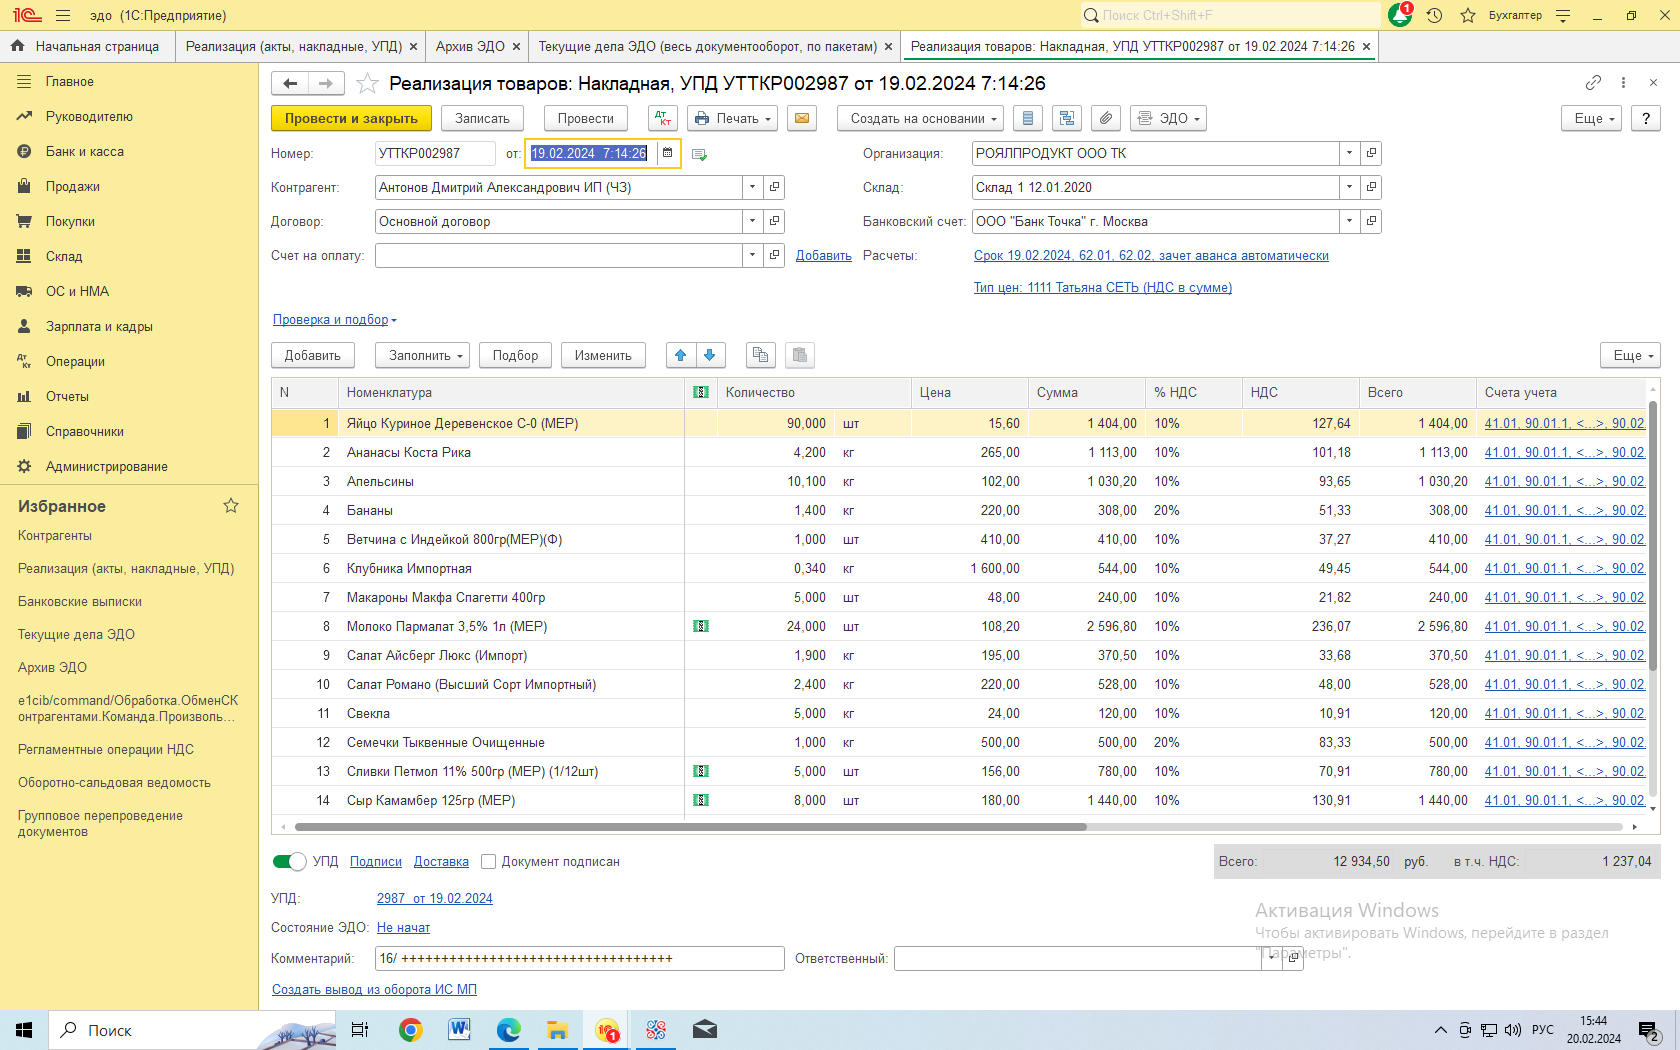 1С эдо (1С:Предприятие) Поиск Ctrl+Shift+F 1 Бухгалтер
Начальная страница Реализация (акты, накладные, УПД) × Архив ЭДО × Текущие дела ЭДО (весь документооборот, по пакетам) × Реализация товаров: Накладная, УПД УТТКР002987 от 19.02.2024 7:14:26 ×
Главное
Руководителю
Банк и касса
Продажи
Покупки
Склад
ОС и НМА
Зарплата и кадры
Операции
Отчеты
Справочники
Администрирование
Избранное
Контрагенты
Реализация (акты, накладные, УПД)
Банковские выписки
Текущие дела ЭДО
Архив ЭДО
e1cib/command/Обработка.ОбменСК
онтрагентами.Команда.Произволь...
Регламентные операции НДС
Оборотно-сальдовая ведомость
Групповое перепроведение
документов
Реализация товаров: Накладная, УПД УТТКР002987 от 19.02.2024 7:14:26
Провести и закрыть Записать Провести Дт Кт Печать Создать на основании ЭДО Еще ?
Номер: УТТКР002987 от: 19.02.2024 7:14:26 Организация: РОЯЛПРОДУКТ ООО ТК
Контрагент: Антонов Дмитрий Александрович ИП (ЧЗ) Склад: Склад 1 12.01.2020
Договор: Основной договор Банковский счет: ООО "Банк Точка" г. Москва
Счет на оплату: Добавить Расчеты: Срок 19.02.2024, 62.01, 62.02, зачет аванса автоматически
Тип цен: 1111 Татьяна СЕТЬ (НДС в сумме)
Проверка и подбор
Добавить Заполнить Подбор Изменить Еще
N Номенклатура Количество Цена Сумма % НДС НДС Всего Счета учета
1 Яйцо Куриное Деревенское С-0 (МЕР) 90,000 шт 15,60 1 404,00 10% 127,64 1 404,00 41.01, 90.01.1, <...>, 90.02.
2 Ананасы Коста Рика 4,200 кг 265,00 1 113,00 10% 101,18 1 113,00 41.01, 90.01.1, <...>, 90.02.
3 Апельсины 10,100 кг 102,00 1 030,20 10% 93,65 1 030,20 41.01, 90.01.1, <...>, 90.02.
4 Бананы 1,400 кг 220,00 308,00 20% 51,33 308,00 41.01, 90.01.1, <...>, 90.02.
5 Ветчина с Индейкой 800гр(МЕР)(Ф) 1,000 шт 410,00 410,00 10% 37,27 410,00 41.01, 90.01.1, <...>, 90.02.
6 Клубника Импортная 0,340 кг 1 600,00 544,00 10% 49,45 544,00 41.01, 90.01.1, <...>, 90.02.
7 Макароны Макфа Спагетти 400гр 5,000 шт 48,00 240,00 10% 21,82 240,00 41.01, 90.01.1, <...>, 90.02.
8 Молоко Пармалат 3,5% 1л (МЕР) 24,000 шт 108,20 2 596,80 10% 236,07 2 596,80 41.01, 90.01.1, <...>, 90.02.
9 Салат Айсберг Люкс (Импорт) 1,900 кг 195,00 370,50 10% 33,68 370,50 41.01, 90.01.1, <...>, 90.02.
10 Салат Романо (Высший Сорт Импортный) 2,400 кг 220,00 528,00 10% 48,00 528,00 41.01, 90.01.1, <...>, 90.02.
11 Свекла 5,000 кг 24,00 120,00 10% 10,91 120,00 41.01, 90.01.1, <...>, 90.02.
12 Семечки Тыквенные Очищенные 1,000 кг 500,00 500,00 20% 83,33 500,00 41.01, 90.01.1, <...>, 90.02.
13 Сливки Петмол 11% 500гр (МЕР) (1/12шт) 5,000 шт 156,00 780,00 10% 70,91 780,00 41.01, 90.01.1, <...>, 90.02.
14 Сыр Камамбер 125гр (МЕР) 8,000 шт 180,00 1 440,00 10% 130,91 1 440,00 41.01, 90.01.1, <...>, 90.02.
УПД Подписи Доставка Документ подписан Всего: 12 934,50 руб. в т.ч. НДС: 1 237,04
УПД: 2987 от 19.02.2024
Состояние ЭДО: Не начат
Комментарий: 16/ ++++++++++++++++++++++++++++++++++ Ответственный:
Создать вывод из оборота ИС МП
Активация Windows
Чтобы активировать Windows, перейдите в раздел
"Параметры".
Поиск 1 РУС 15:44
20.02.2024 2